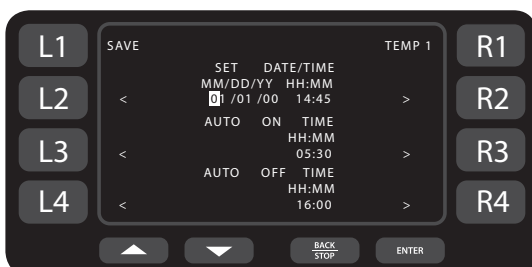 L1 SAVE TEMP 1 R1
SET DATE/TIME
MM/DD/YY HH:MM
L2 < 01 /01 /00 14:45 > R2
AUTO ON TIME
HH:MM
L3 < 05:30 > R3
AUTO OFF TIME
HH:MM
L4 < 16:00 > R4
BACK
STOP ENTER